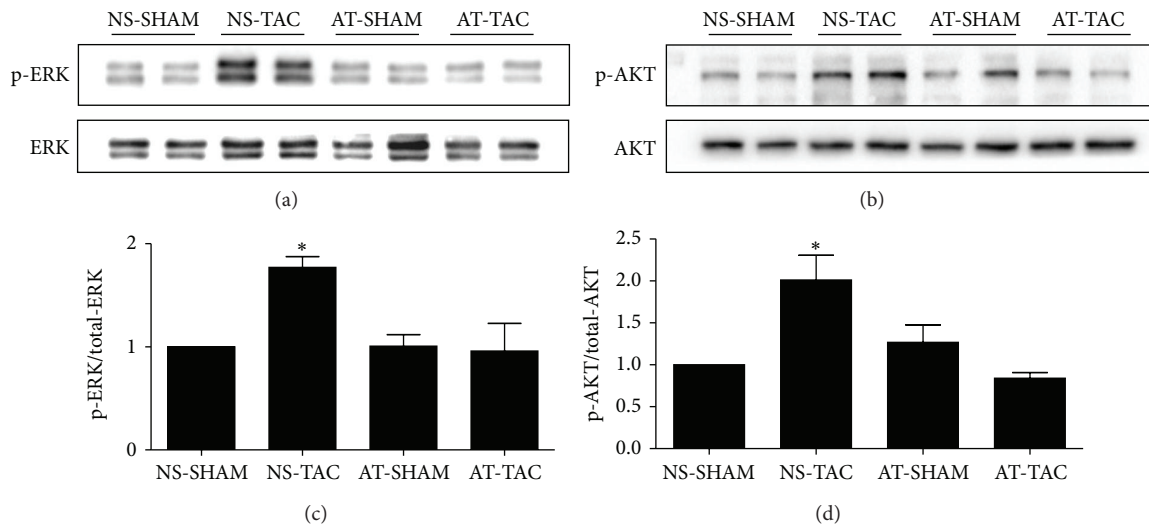 NS-SHAM NS-TAC AT-SHAM AT-TAC
p-ERK
ERK
(a)
NS-SHAM NS-TAC AT-SHAM AT-TAC
p-AKT
AKT
(b)
p-ERK/total-ERK
2
1
0
*
NS-SHAM NS-TAC AT-SHAM AT-TAC
(c)
p-AKT/total-AKT
2.5
2.0
1.5
1.0
0.5
0.0
*
NS-SHAM NS-TAC AT-SHAM AT-TAC
(d)